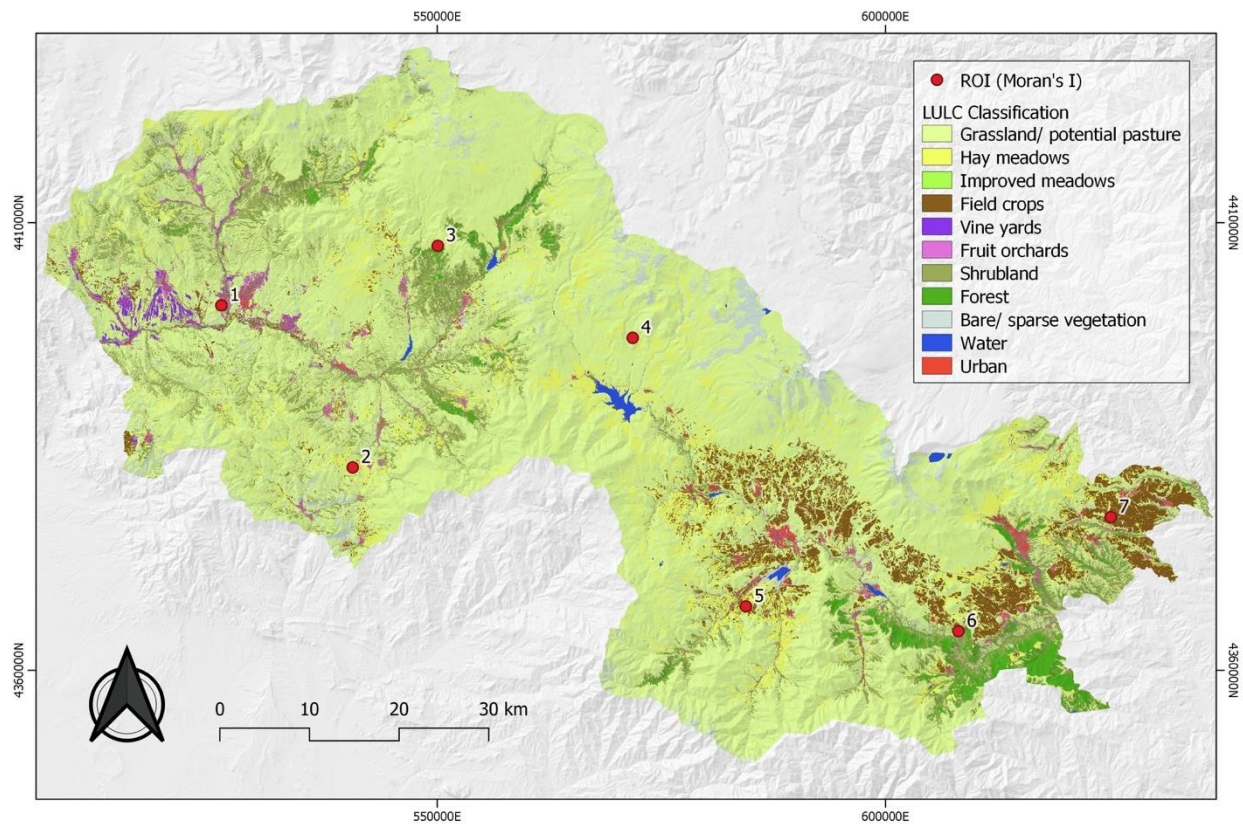 550000E
600000E
ROI (Moran's I)
LULC Classification
Grassland/ potential pasture
Hay meadows
Improved meadows
Field crops
Vine yards
Fruit orchards
Shrubland
Forest
Bare/ sparse vegetation
Water
Urban
4410000N
4410000N
3
1
4
2
7
5
6
4360000N
4360000N
0 10 20 30 km
550000E
600000E